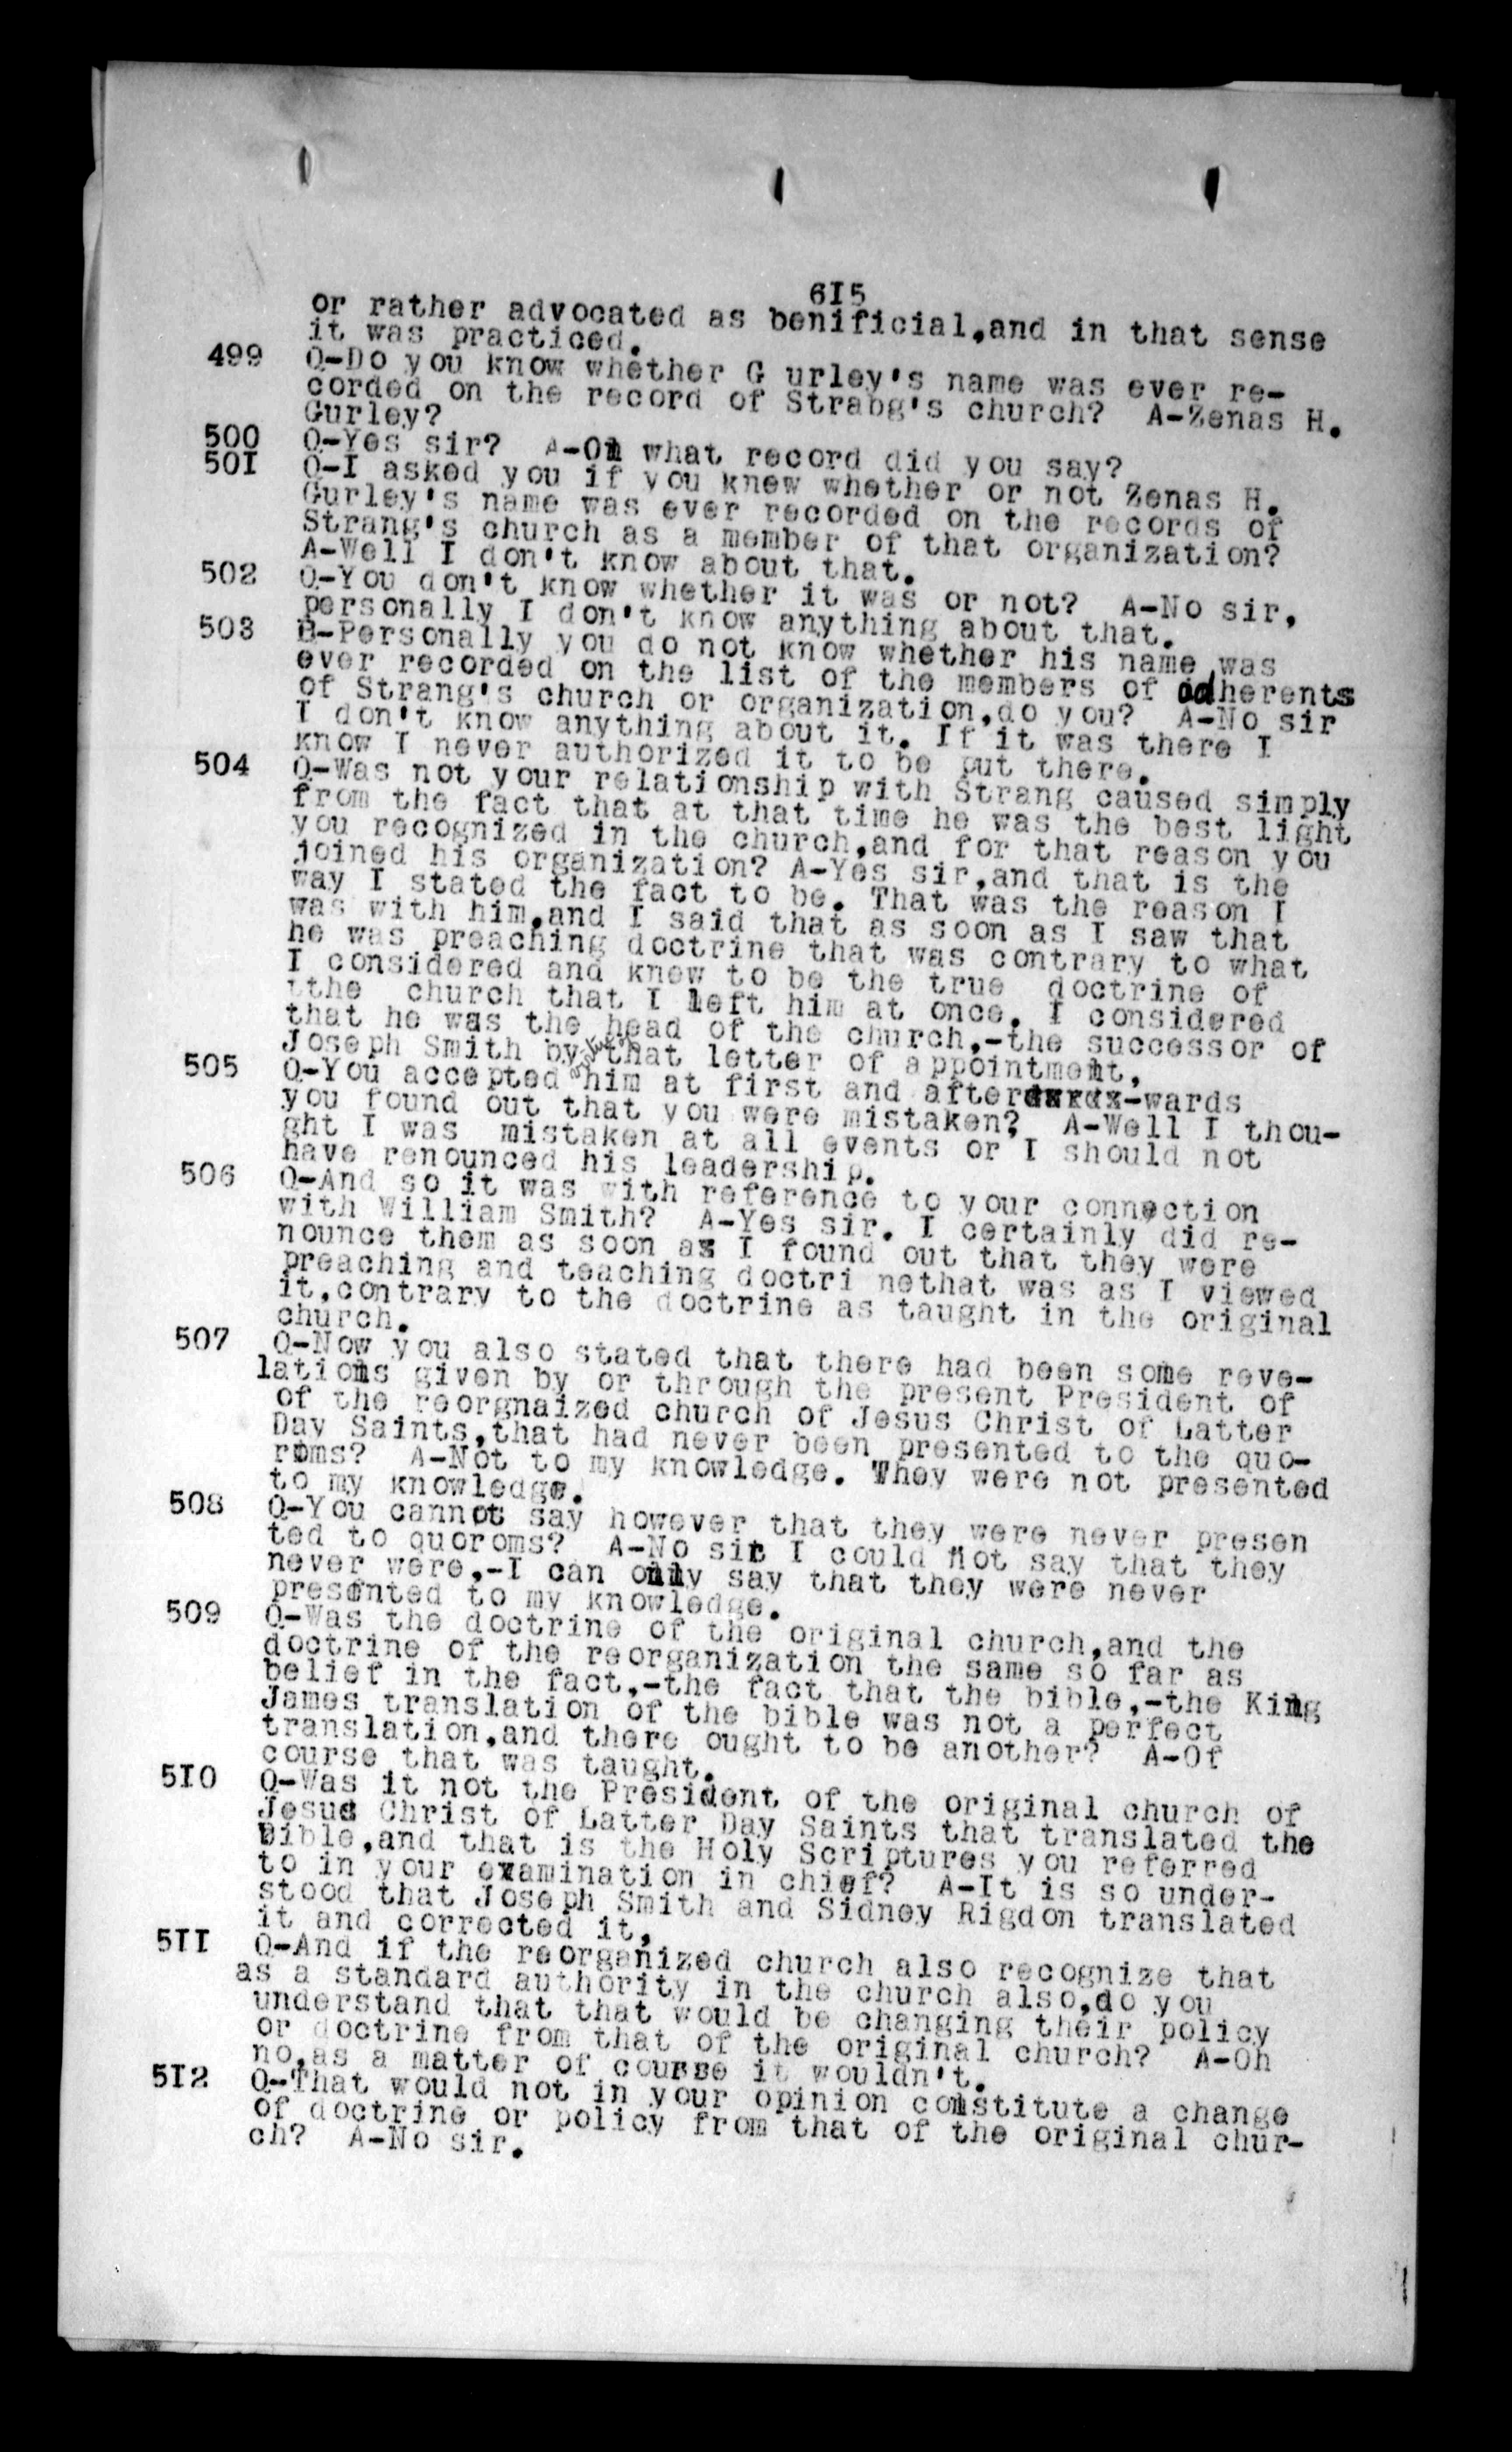 615
or rather advocated as benificial,and in that sense
it was practiced.
499 Q-Do you know whether G urley's name was ever re-
corded on the record of Strabg's church? A-Zenas H.
Gurley?
500 Q-Yes sir? A-On what record did you say?
501 Q-I asked you if you knew whether or not Zenas H.
Gurley's name was ever recorded on the records of
Strang's church as a member of that organization?
A-Well I don't know about that.
502 Q-You don't know whether it was or not? A-No sir,
personally I don't know anything about that.
503 Q-Personally you do not know whether his name was
ever recorded on the list of the members of adherents
of Strang's church or organization,do you? A-No sir
I don't know anything about it. If it was there I
know I never authorized it to be put there.
504 Q-Was not your relationship with Strang caused simply
from the fact that at that time he was the best light
you recognized in the church,and for that reason you
joined his organization? A-Yes sir,and that is the
way I stated the fact to be. That was the reason I
was with him,and I said that as soon as I saw that
he was preaching doctrine that was contrary to what
I considered and knew to be the true doctrine of
tthe church that I left him at once. I considered
that he was the head of the church,-the successor of
Joseph Smith by that letter of appointment,
505 Q-You accepted him at first and after-wards
you found out that you were mistaken? A-Well I thou-
ght I was mistaken at all events or I should not
have renounced his leadership.
506 Q-And so it was with reference to your connection
with William Smith? A-Yes sir. I certainly did re-
nounce them as soon as I found out that they were
preaching and teaching doctri nethat was as I viewed
it,contrary to the doctrine as taught in the original
church.
507 Q-Now you also stated that there had been some reve-
lations given by or through the present President of
of the reorgnaized church of Jesus Christ of Latter
Day Saints,that had never been presented to the quo-
roms? A-Not to my knowledge. They were not presented
to my knowledge.
508 Q-You cannot say however that they were never presen
ted to quoroms? A-No sir I could not say that they
never were,-I can only say that they were never
presented to my knowledge.
509 Q-Was the doctrine of the original church,and the
doctrine of the reorganization the same so far as
belief in the fact,-the fact that the bible,-the King
James translation of the bible was not a perfect
translation,and there ought to be another? A-Of
course that was taught.
510 Q-Was it not the President of the original church of
Jesus Christ of Latter Day Saints that translated the
Bible,and that is the Holy Scriptures you referred
to in your examination in chief? A-It is so under-
stood that Joseph Smith and Sidney Rigdon translated
it and corrected it,
511 Q-And if the reorganized church also recognize that
as a standard authority in the church also,do you
understand that that would be changing their policy
or doctrine from that of the original church? A-Oh
no,as a matter of course it wouldn't.
512 Q-That would not in your opinion constitute a change
of doctrine or policy from that of the original chur-
ch? A-No sir.